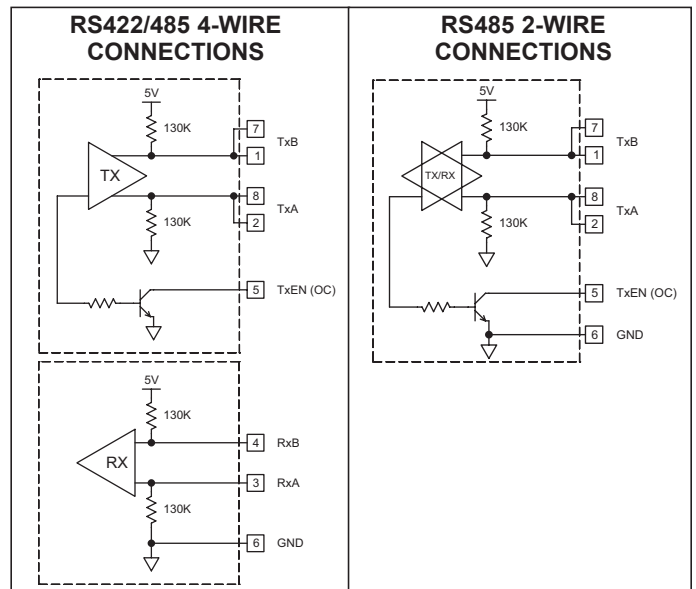 RS422/485 4-WIRE
CONNECTIONS
5V
130K
7
TxB
1
TX
8
TxA
130K
2
5
TxEN (OC)
5V
130K
4
RxB
RX
3
RxA
130K
6
GND
RS485 2-WIRE
CONNECTIONS
5V
130K
7
TxB
1
TX/RX
8
TxA
130K
2
5
TxEN (OC)
6
GND